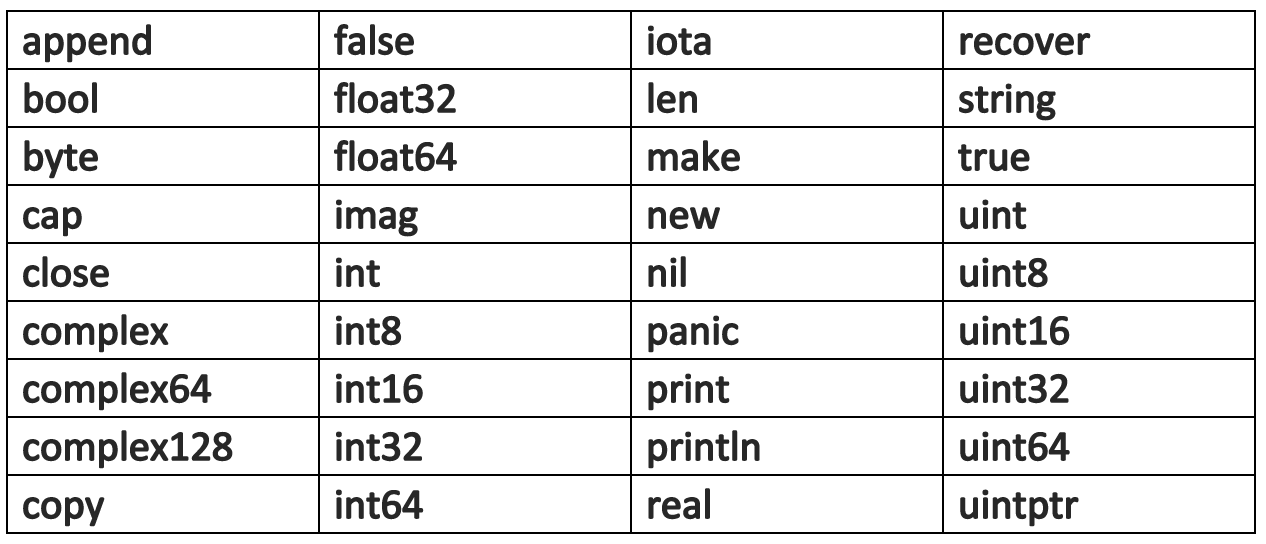 append false iota recover
bool float32 len string
byte float64 make true
cap imag new uint
close int nil uint8
complex int8 panic uint16
complex64 int16 print uint32
complex128 int32 println uint64
copy int64 real uintptr